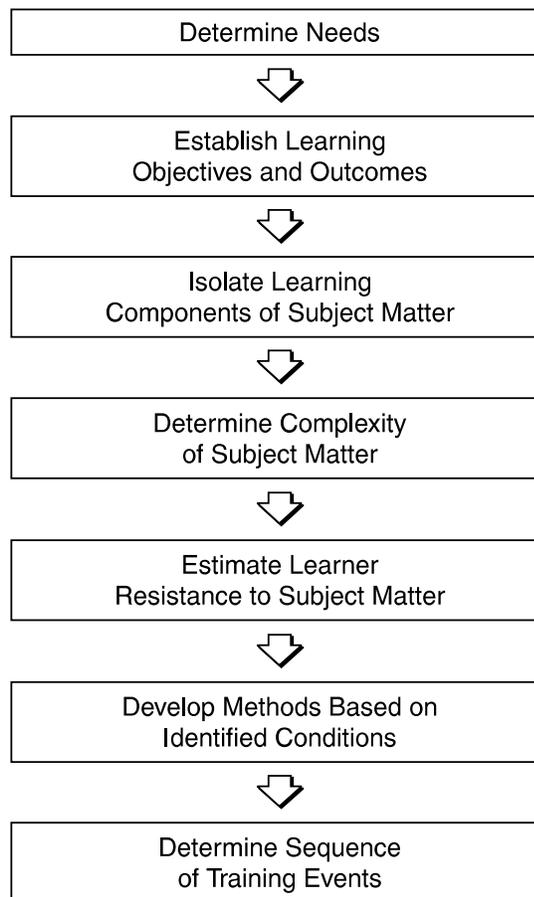 Determine Needs
Establish Learning
Objectives and Outcomes
Isolate Learning
Components of Subject Matter
Determine Complexity
of Subject Matter
Estimate Learner
Resistance to Subject Matter
Develop Methods Based on
Identified Conditions
Determine Sequence
of Training Events